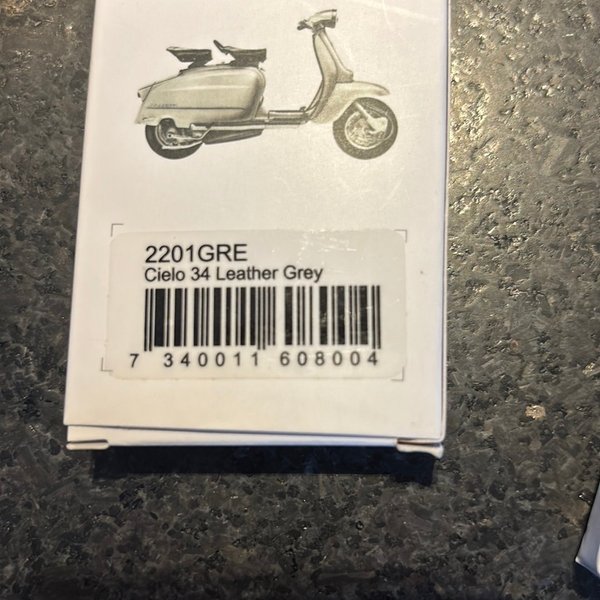 2201GRE
Cielo 34 Leather Grey
7 340011 608004